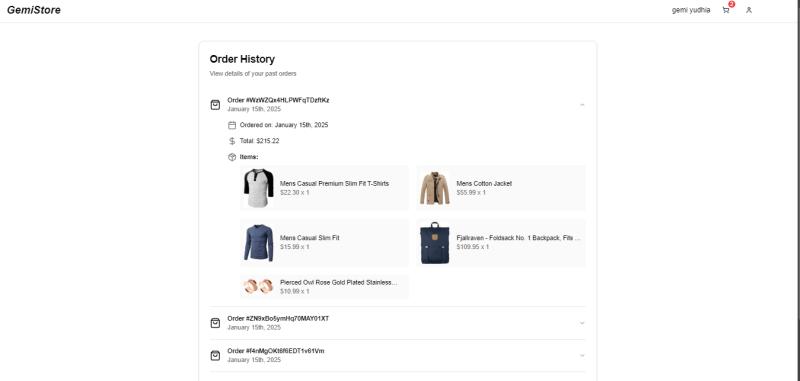 GemiStore
gemi yudhia
2
Order History
View details of your past orders
Order #WzWZQx4HLPWFqTDzftKz
January 15th, 2025
Ordered on: January 15th, 2025
Total: $215.22
Items:
Mens Casual Premium Slim Fit T-Shirts
$22.30 x 1
Mens Cotton Jacket
$55.99 x 1
Mens Casual Slim Fit
$15.99 x 1
Fjallraven - Foldsack No. 1 Backpack, Fits ...
$109.95 x 1
Pierced Owl Rose Gold Plated Stainless...
$10.99 x 1
Order #ZN9xBo5ymHq70MAY01XT
January 15th, 2025
Order #f4nMgOKt6f6EDT1v61Vm
January 15th, 2025